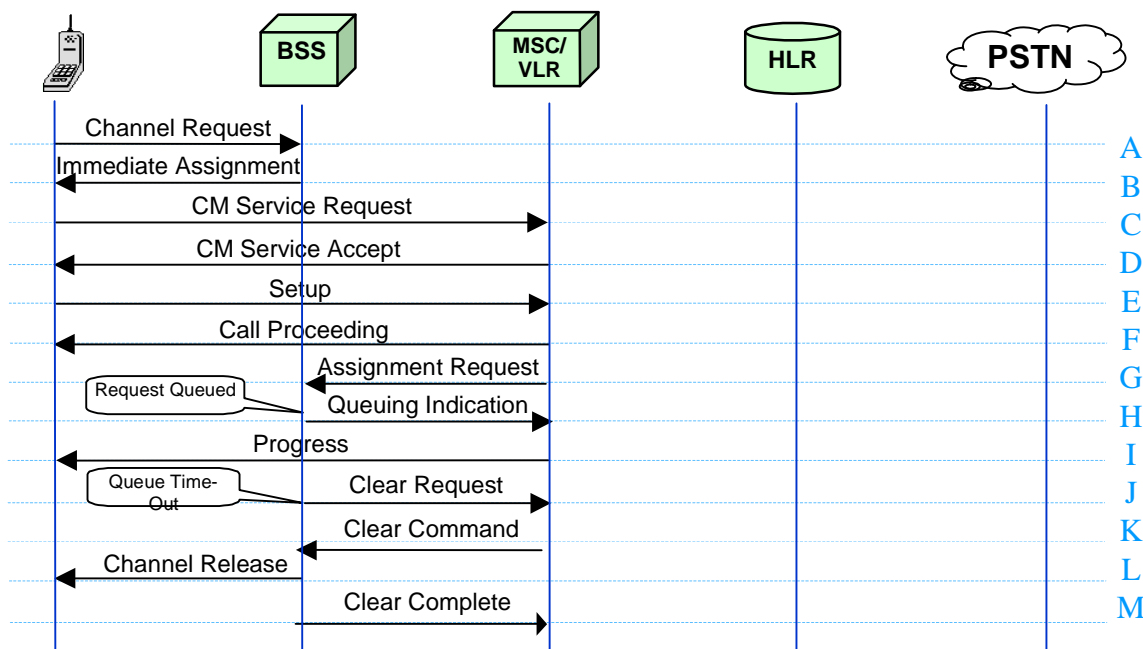 BSS
MSC/
VLR
HLR
PSTN
Channel Request
A
Immediate Assignment
B
CM Service Request
C
CM Service Accept
D
Setup
E
Call Proceeding
F
Assignment Request
G
Request Queued
Queuing Indication
H
Progress
I
Queue Time-
Out
Clear Request
J
Clear Command
K
Channel Release
L
Clear Complete
M